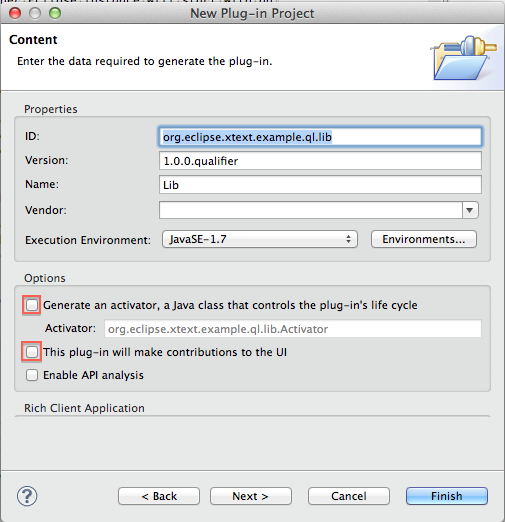 New Plug-in Project
Content
Enter the data required to generate the plug-in.
Properties
ID: org.eclipse.xtext.example.ql.lib
Version: 1.0.0.qualifier
Name: Lib
Vendor:
Execution Environment: JavaSE-1.7 Environments...
Options
Generate an activator, a Java class that controls the plug-in's life cycle
Activator: org.eclipse.xtext.example.ql.lib.Activator
This plug-in will make contributions to the UI
Enable API analysis
Rich Client Application
? < Back Next > Cancel Finish